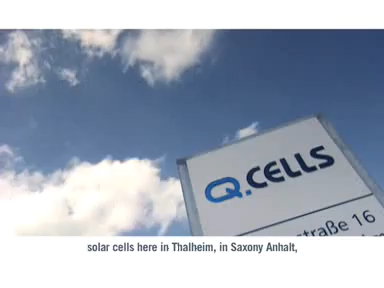 Q.CELLS
straße 16
solar cells here in Thalheim, in Saxony Anhalt,